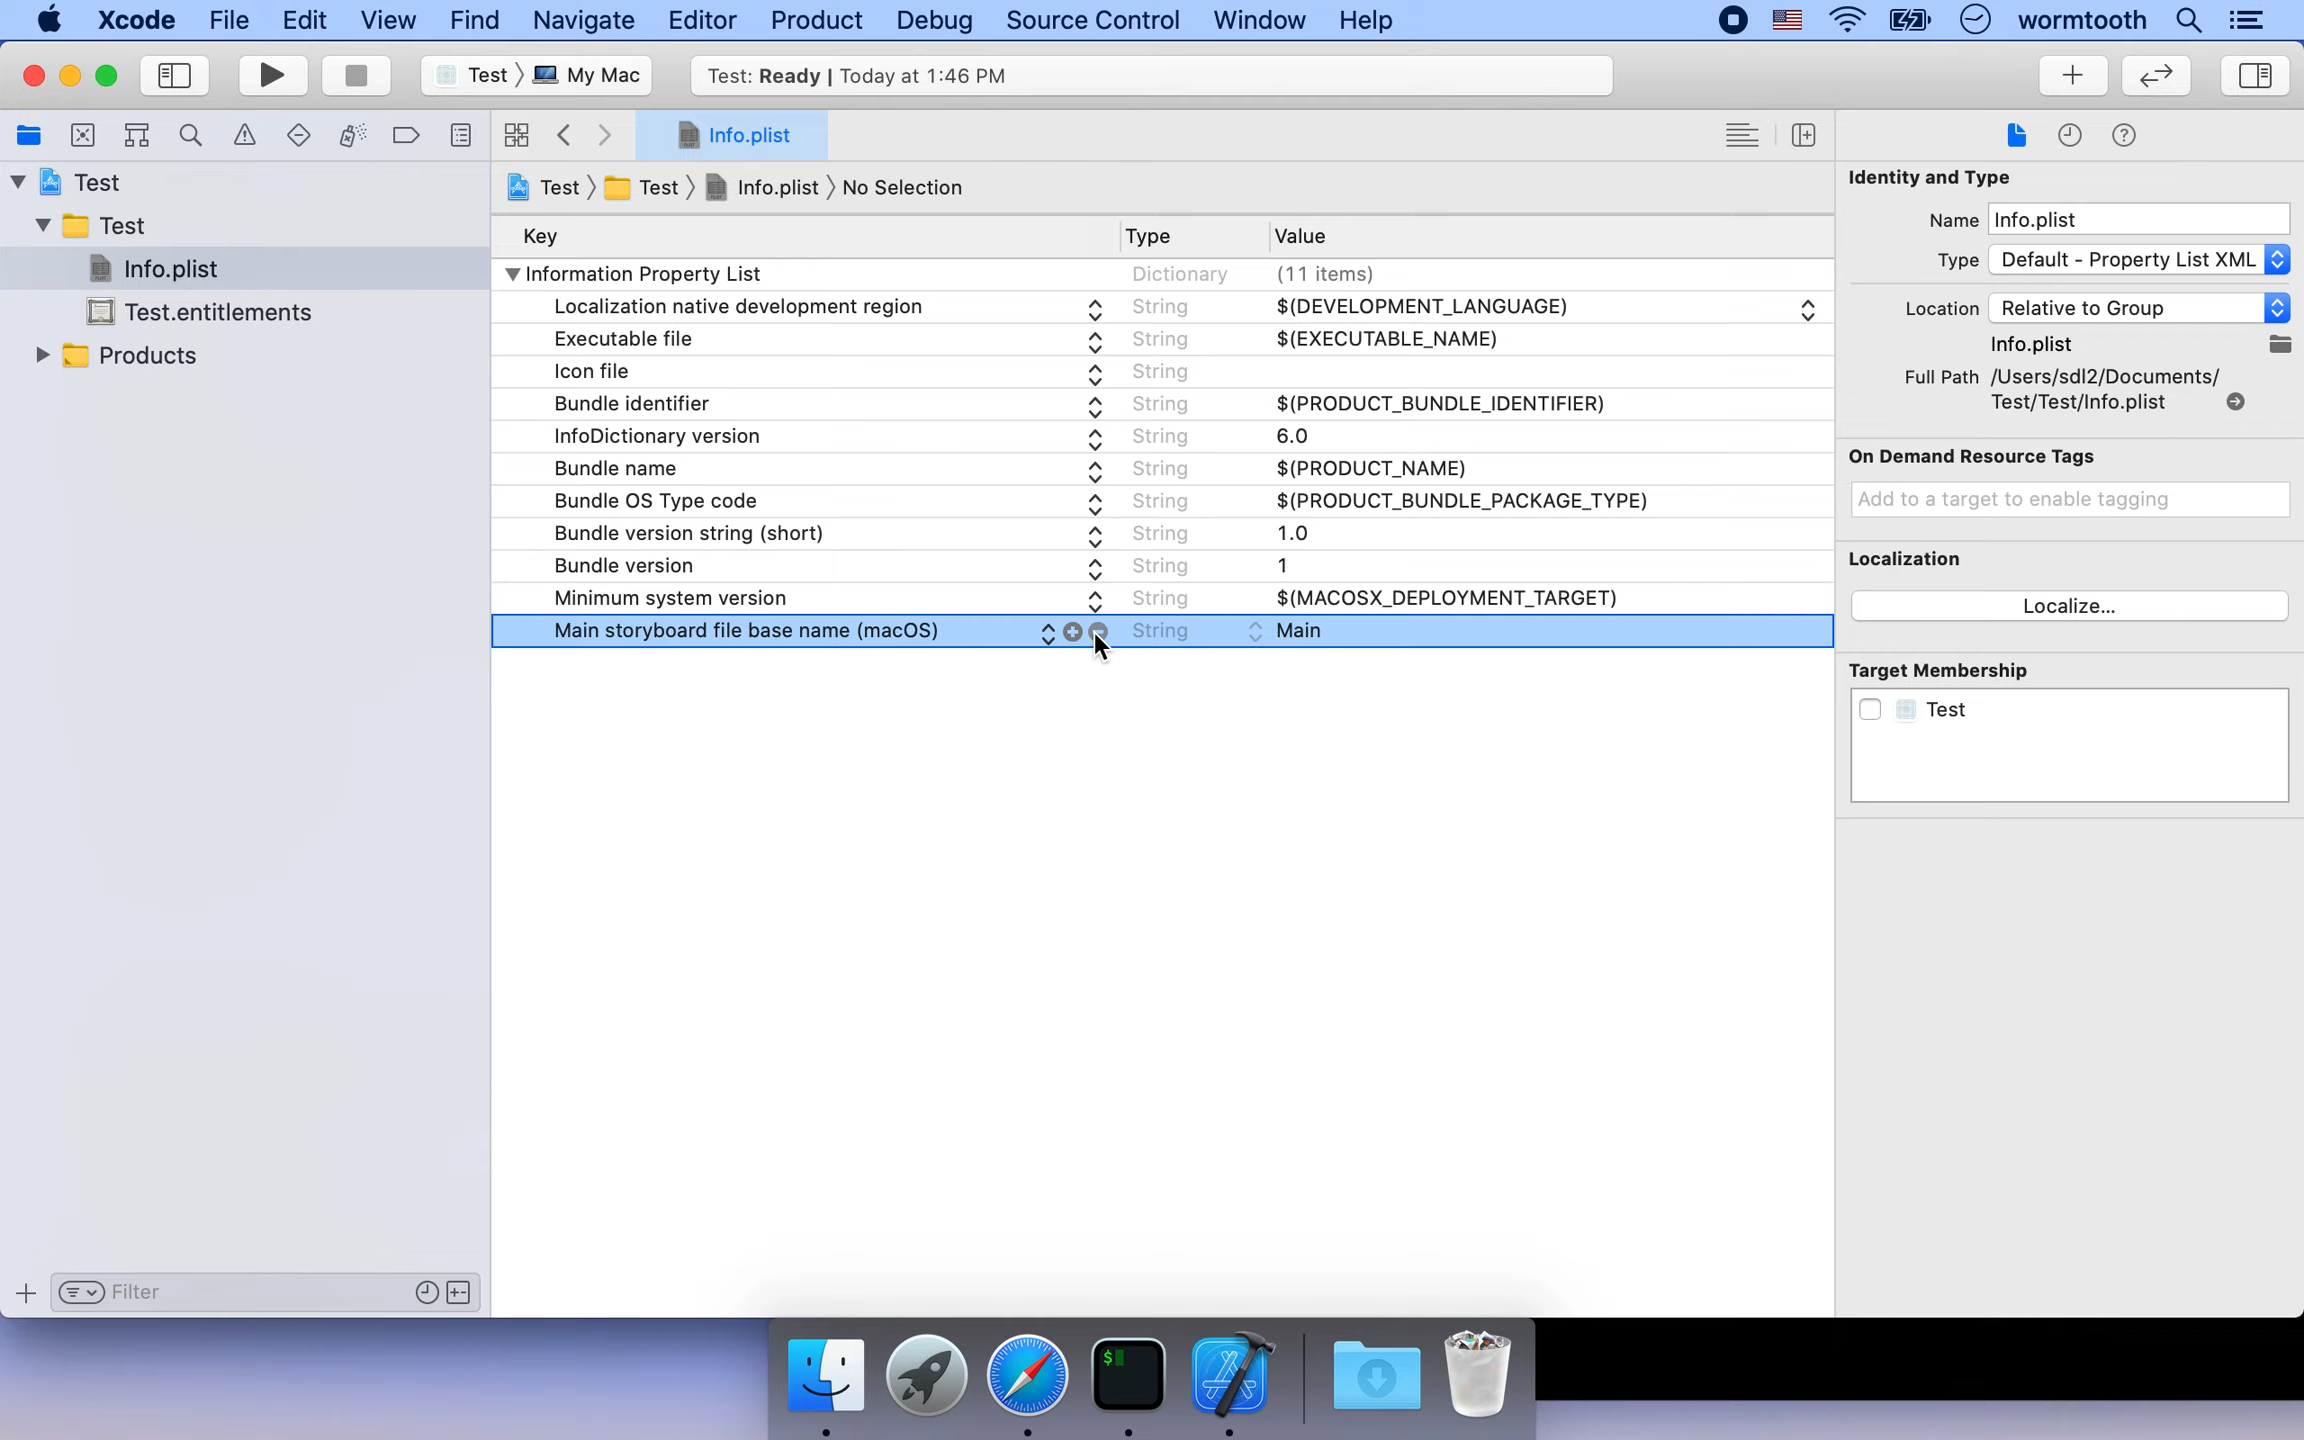 Xcode File Edit View Find Navigate Editor Product Debug Source Control Window Help wormtooth
Test My Mac Test: Ready | Today at 1:46 PM
Info.plist
Test Test Info.plist No Selection
Test
Test
Info.plist
Test.entitlements
Products
Filter
Key Type Value
Information Property List Dictionary (11 items)
Localization native development region String $(DEVELOPMENT_LANGUAGE)
Executable file String $(EXECUTABLE_NAME)
Icon file String
Bundle identifier String $(PRODUCT_BUNDLE_IDENTIFIER)
InfoDictionary version String 6.0
Bundle name String $(PRODUCT_NAME)
Bundle OS Type code String $(PRODUCT_BUNDLE_PACKAGE_TYPE)
Bundle version string (short) String 1.0
Bundle version String 1
Minimum system version String $(MACOSX_DEPLOYMENT_TARGET)
Main storyboard file base name (macOS) String Main
Identity and Type
Name Info.plist
Type Default - Property List XML
Location Relative to Group
Info.plist
Full Path /Users/sdl2/Documents/
Test/Test/Info.plist
On Demand Resource Tags
Add to a target to enable tagging
Localization
Localize...
Target Membership
Test
$